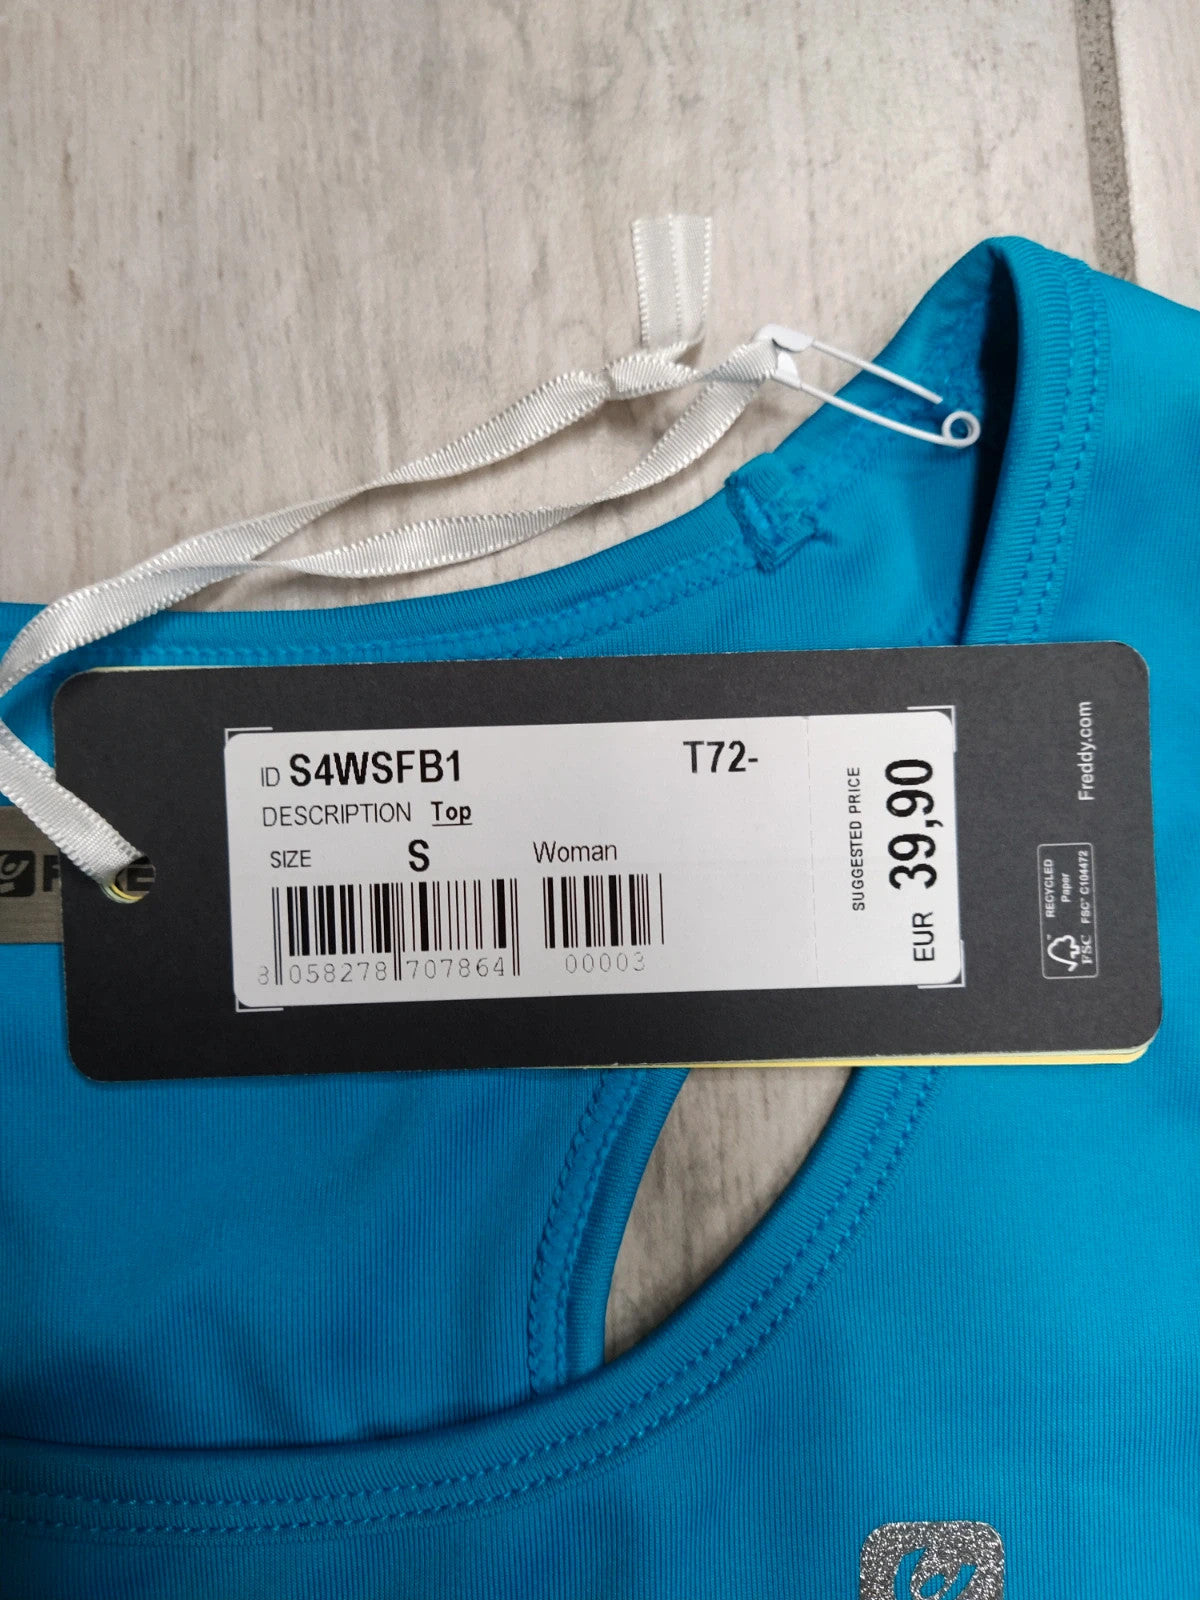 ID S4WSFB1
T72-
DESCRIPTION Top
SIZE S Woman
8 058278 707864
00003
SUGGESTED PRICE
EUR 39,90
Freddy.com
RECYCLED
Paper
FSC® C104472
FSC